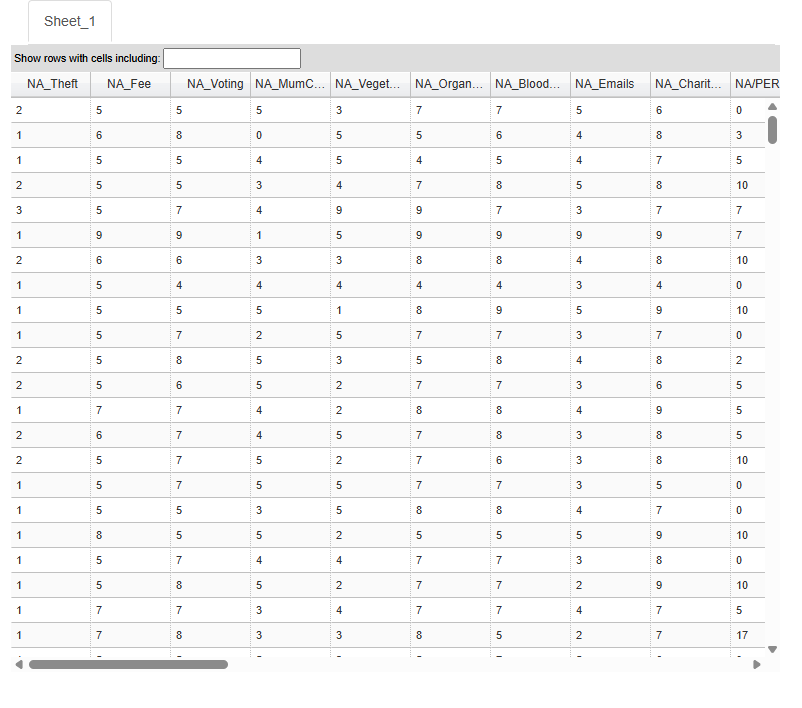 Sheet_1
Show rows with cells including:
NA_Theft NA_Fee NA_Voting NA_MumC... NA_Veget... NA_Organ... NA_Blood... NA_Emails NA_Charit... NA/PER
2 5 5 5 3 7 7 5 6 0
1 6 8 0 5 5 6 4 8 3
1 5 5 4 5 4 5 4 7 5
2 5 5 3 4 7 8 5 8 10
3 5 7 4 9 9 7 3 7 7
1 9 9 1 5 9 9 9 9 7
2 6 6 3 3 8 8 4 8 10
1 5 4 4 4 4 4 3 4 0
1 5 5 5 1 8 9 5 9 10
1 5 7 2 5 7 7 3 7 0
2 5 8 5 3 5 8 4 8 2
2 5 6 5 2 7 7 3 6 5
1 7 7 4 2 8 8 4 9 5
2 6 7 4 5 7 8 3 8 5
2 5 7 5 2 7 6 3 8 10
1 5 7 5 5 7 7 3 5 0
1 5 5 3 5 8 8 4 7 0
1 8 5 5 2 5 5 5 9 10
1 5 7 4 4 7 7 3 8 0
1 5 8 5 2 7 7 2 9 10
1 7 7 3 4 7 7 4 7 5
1 7 8 3 3 8 5 2 7 17